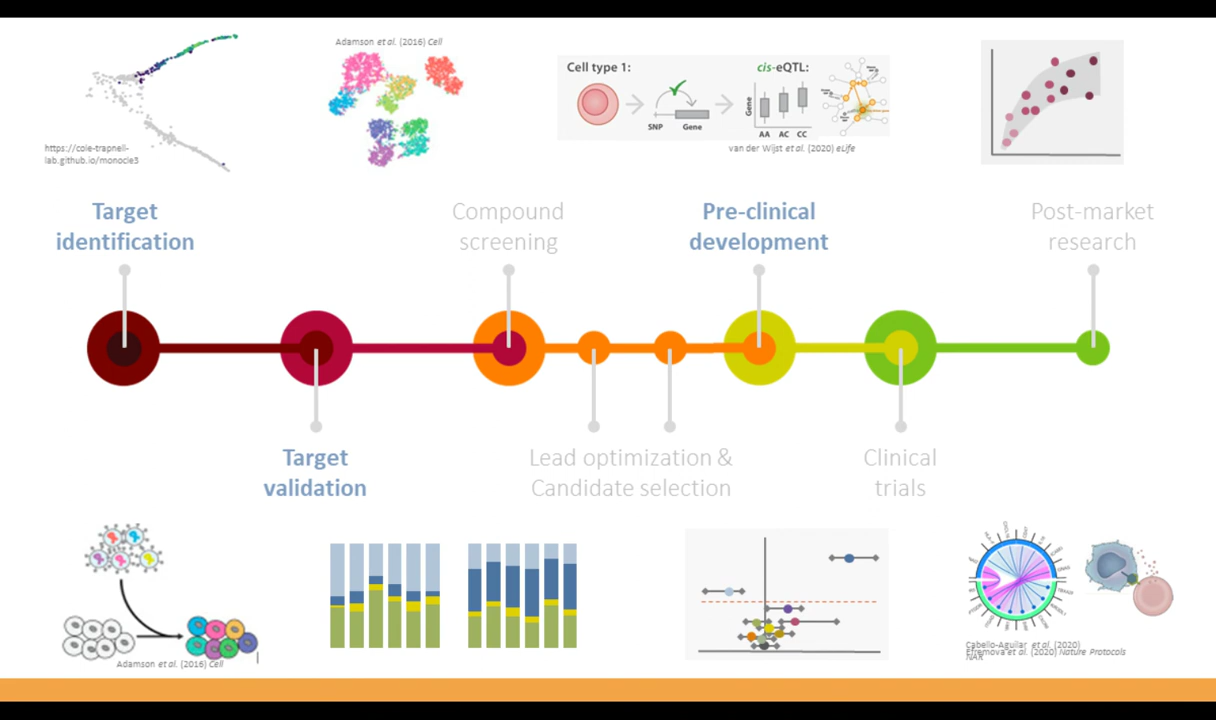 Adamson et al. (2016) Cell
https://cole-trapnell-
lab.github.io/monocle3
Cell type 1:
cis-eQTL:
SNP
Gene
Gene
AA AC CC
van der Wijst et al. (2020) eLife
Target
identification
Compound
screening
Pre-clinical
development
Post-market
research
Target
validation
Lead optimization &
Candidate selection
Clinical
trials
Adamson et al. (2016) Cell
Cabello-Aguilar et al. (2020)
NAR
Efremova et al. (2020) Nature Protocols